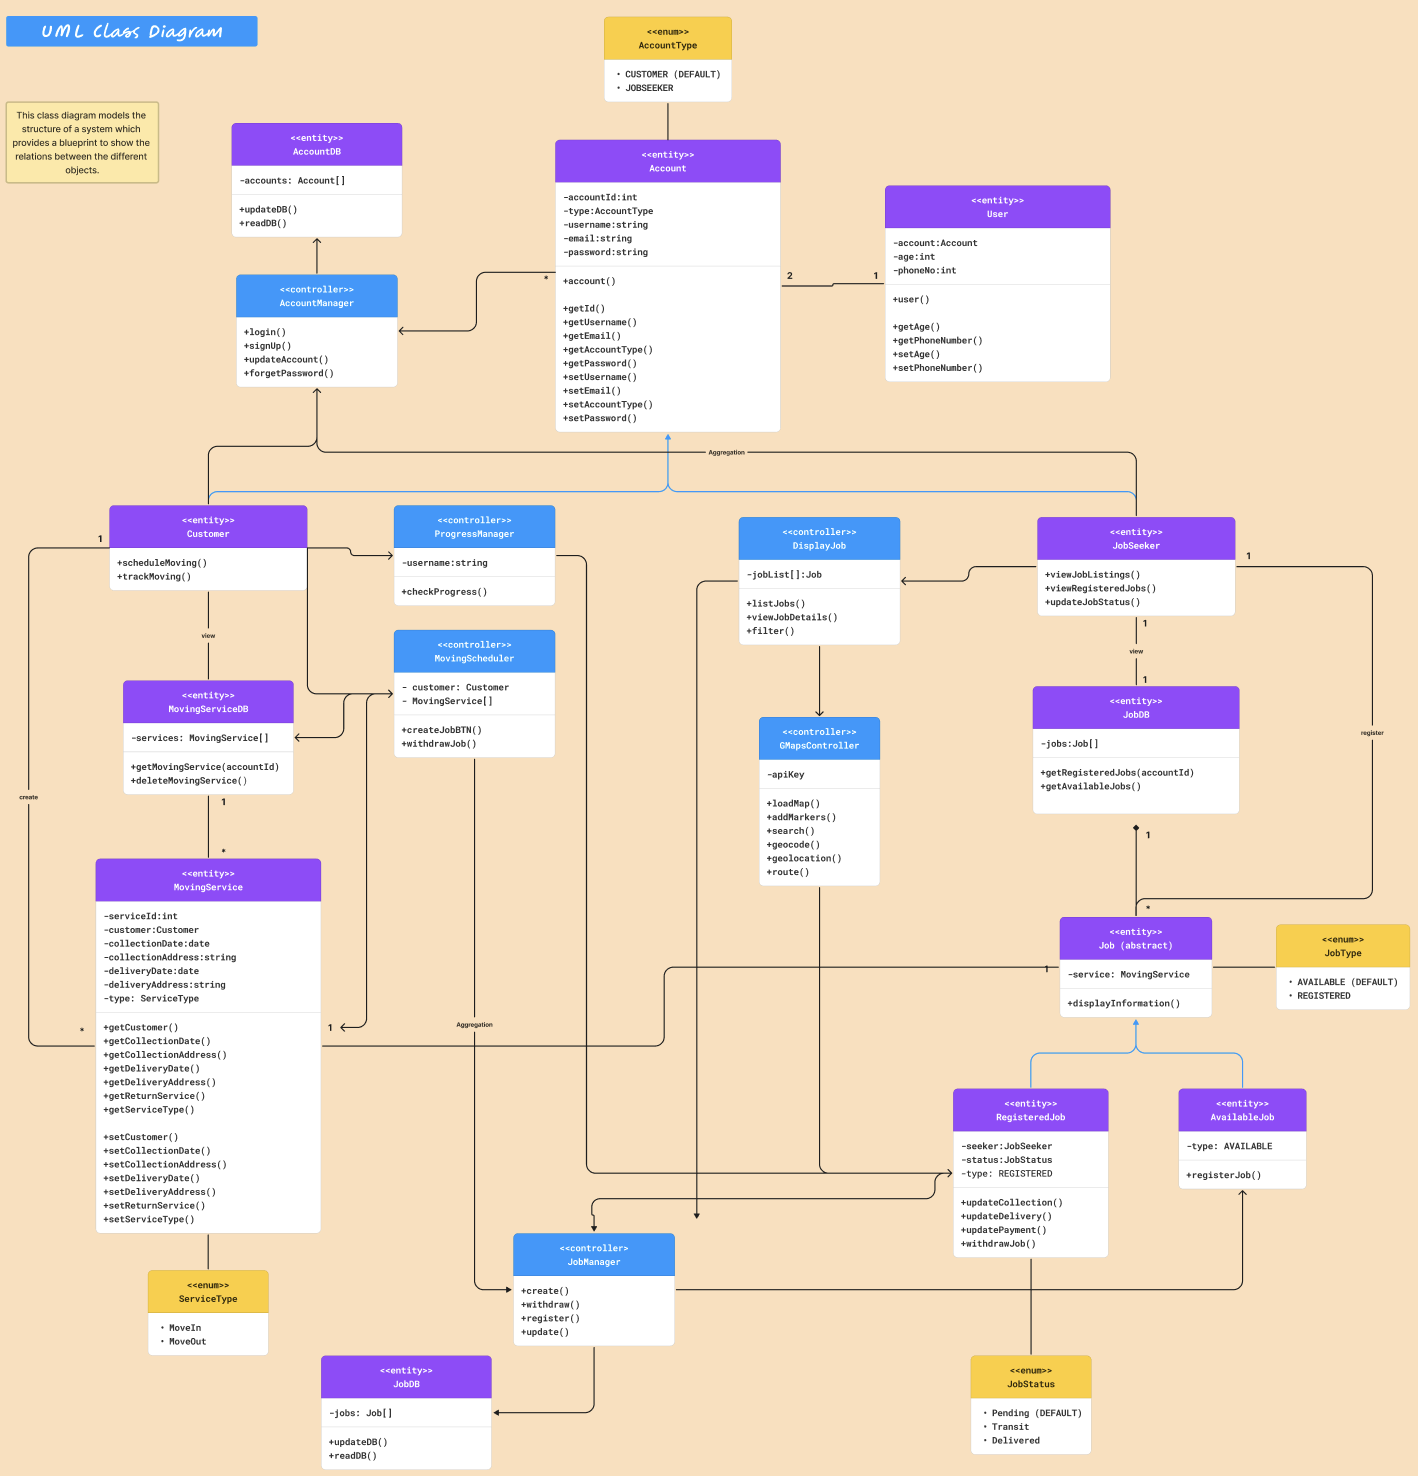 UML Class Diagram
This class diagram models the
structure of a system which
provides a blueprint to show the
relations between the different
objects.
<<enum>>
AccountType
• CUSTOMER (DEFAULT)
• JOBSEEKER
<<entity>>
AccountDB
-accounts: Account[]
+updateDB()
+readDB()
<<entity>>
Account
-accountId:int
-type:AccountType
-username:string
-email:string
-password:string
+account()
+getId()
+getUsername()
+getEmail()
+getAccountType()
+getPassword()
+setUsername()
+setEmail()
+setAccountType()
+setPassword()
<<entity>>
User
-account:Account
-age:int
-phoneNo:int
+user()
+getAge()
+getPhoneNumber()
+setAge()
+setPhoneNumber()
2
1
*
<<controller>>
AccountManager
+login()
+signUp()
+updateAccount()
+forgetPassword()
Aggregation
<<entity>>
Customer
+scheduleMoving()
+trackMoving()
1
<<controller>>
ProgressManager
-username:string
+checkProgress()
<<controller>>
DisplayJob
-jobList[]:Job
+listJobs()
+viewJobDetails()
+filter()
<<entity>>
JobSeeker
+viewJobListings()
+viewRegisteredJobs()
+updateJobStatus()
1
1
view
1
view
<<controller>>
MovingScheduler
- customer: Customer
- MovingService[]
+createJobBTN()
+withdrawJob()
<<entity>>
MovingServiceDB
-services: MovingService[]
+getMovingService(accountId)
+deleteMovingService()
1
*
<<controller>>
GMapsController
-apiKey
+loadMap()
+addMarkers()
+search()
+geocode()
+geolocation()
+route()
<<entity>>
JobDB
-jobs:Job[]
+getRegisteredJobs(accountId)
+getAvailableJobs()
register
create
1
*
<<entity>>
MovingService
-serviceId:int
-customer:Customer
-collectionDate:date
-collectionAddress:string
-deliveryDate:date
-deliveryAddress:string
-type: ServiceType
+getCustomer()
+getCollectionDate()
+getCollectionAddress()
+getDeliveryDate()
+getDeliveryAddress()
+getReturnService()
+getServiceType()
+setCustomer()
+setCollectionDate()
+setCollectionAddress()
+setDeliveryDate()
+setDeliveryAddress()
+setReturnService()
+setServiceType()
*
1
Aggregation
1
<<entity>>
Job (abstract)
-service: MovingService
+displayInformation()
<<enum>>
JobType
• AVAILABLE (DEFAULT)
• REGISTERED
<<entity>>
RegisteredJob
-seeker:JobSeeker
-status:JobStatus
-type: REGISTERED
+updateCollection()
+updateDelivery()
+updatePayment()
+withdrawJob()
<<entity>>
AvailableJob
-type: AVAILABLE
+registerJob()
<<enum>>
ServiceType
• MoveIn
• MoveOut
<<controller>
JobManager
+create()
+withdraw()
+register()
+update()
<<entity>>
JobDB
-jobs: Job[]
+updateDB()
+readDB()
<<enum>>
JobStatus
• Pending (DEFAULT)
• Transit
• Delivered